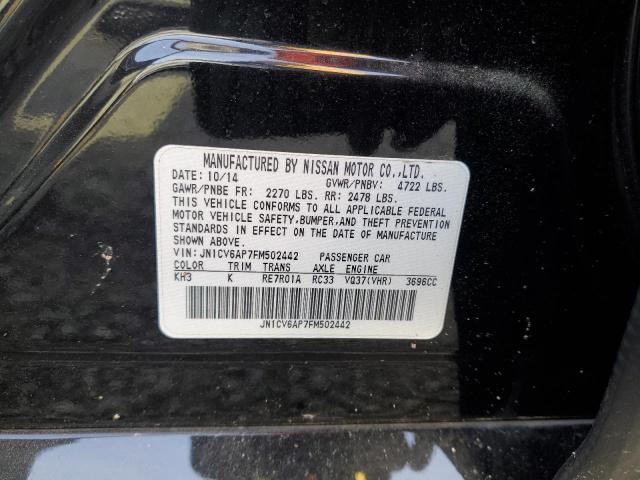 MANUFACTURED BY NISSAN MOTOR CO.,LTD.
DATE: 10/14 GVWR/PNBV: 4722 LBS.
GAWR/PNBE FR: 2270 LBS. RR: 2478 LBS.
THIS VEHICLE CONFORMS TO ALL APPLICABLE FEDERAL
MOTOR VEHICLE SAFETY,BUMPER,AND THEFT PREVENTION
STANDARDS IN EFFECT ON THE DATE OF MANUFACTURE
SHOWN ABOVE.
VIN: JN1CV6AP7FM502442 PASSENGER CAR
COLOR TRIM TRANS AXLE ENGINE
KH3 K RE7R01A RC33 VQ37(VHR) 3696CC
JN1CV6AP7FM502442